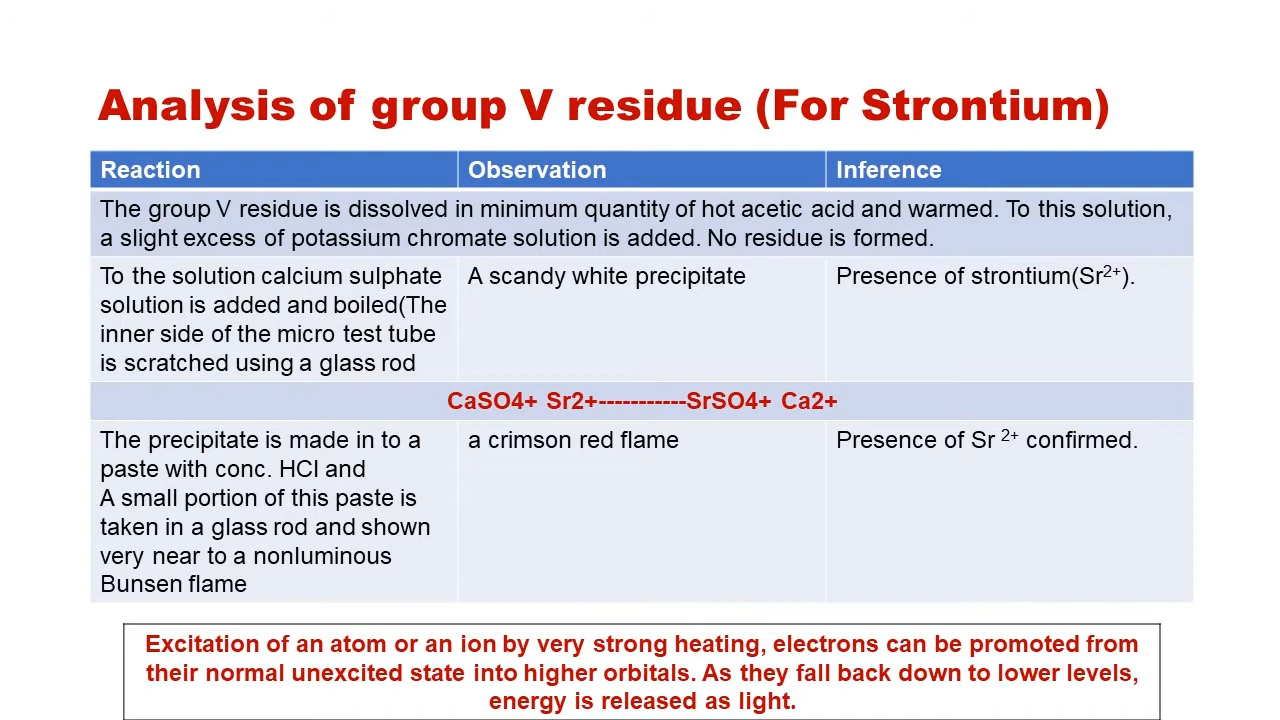 Analysis of group V residue (For Strontium)
Reaction
Observation
Inference
The group V residue is dissolved in minimum quantity of hot acetic acid and warmed. To this solution,
a slight excess of potassium chromate solution is added. No residue is formed.
To the solution calcium sulphate
solution is added and boiled(The
inner side of the micro test tube
is scratched using a glass rod
A scandy white precipitate
Presence of strontium(Sr²⁺).
CaSO4+ Sr2+-----------SrSO4+ Ca2+
The precipitate is made in to a
paste with conc. HCl and
A small portion of this paste is
taken in a glass rod and shown
very near to a nonluminous
Bunsen flame
a crimson red flame
Presence of Sr ²⁺ confirmed.
Excitation of an atom or an ion by very strong heating, electrons can be promoted from
their normal unexcited state into higher orbitals. As they fall back down to lower levels,
energy is released as light.